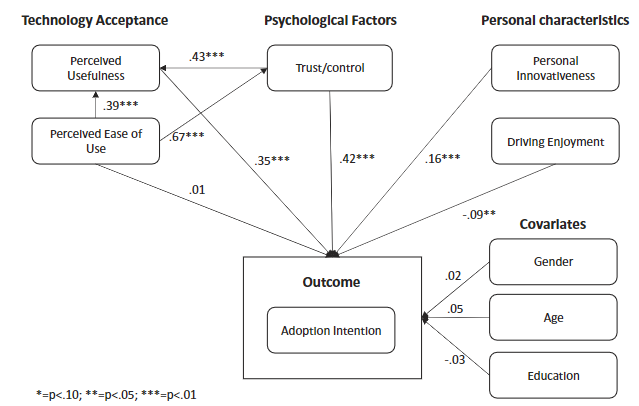 Technology Acceptance
Psychological Factors
Personal characteristics
Perceived
Usefulness
.43***
Trust/control
Personal
Innovativeness
.39***
Perceived Ease of
Use
.67***
Driving Enjoyment
.35***
.42***
.16***
.01
-.09**
Covariates
Outcome
Gender
.02
Adoption Intention
.05
Age
-.03
Education
*=p<.10; **=p<.05; ***=p<.01